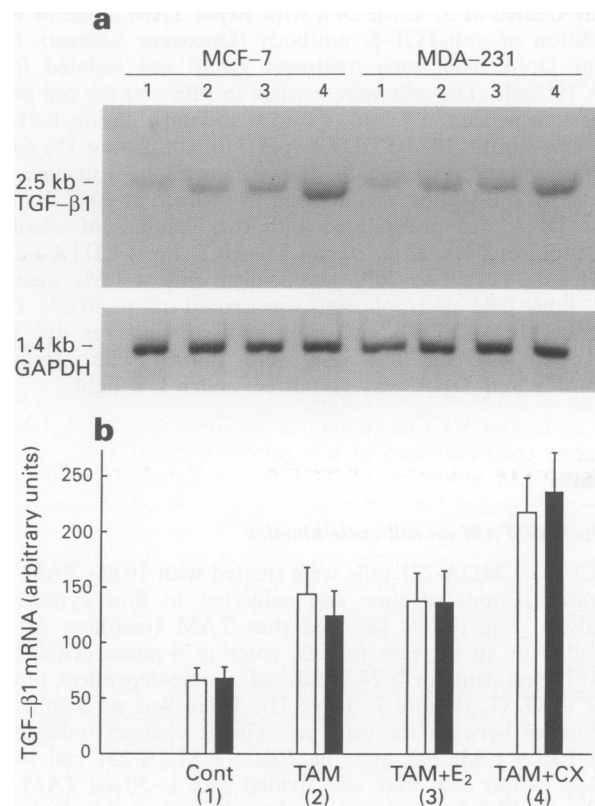 a
MCF-7 MDA-231
1 2 3 4 1 2 3 4
2.5 kb –
TGF-β1
1.4 kb –
GAPDH
b
TGF-β1 mRNA (arbitrary units)
250
200
150
100
50
0
Cont TAM TAM+E₂ TAM+CX
(1) (2) (3) (4)